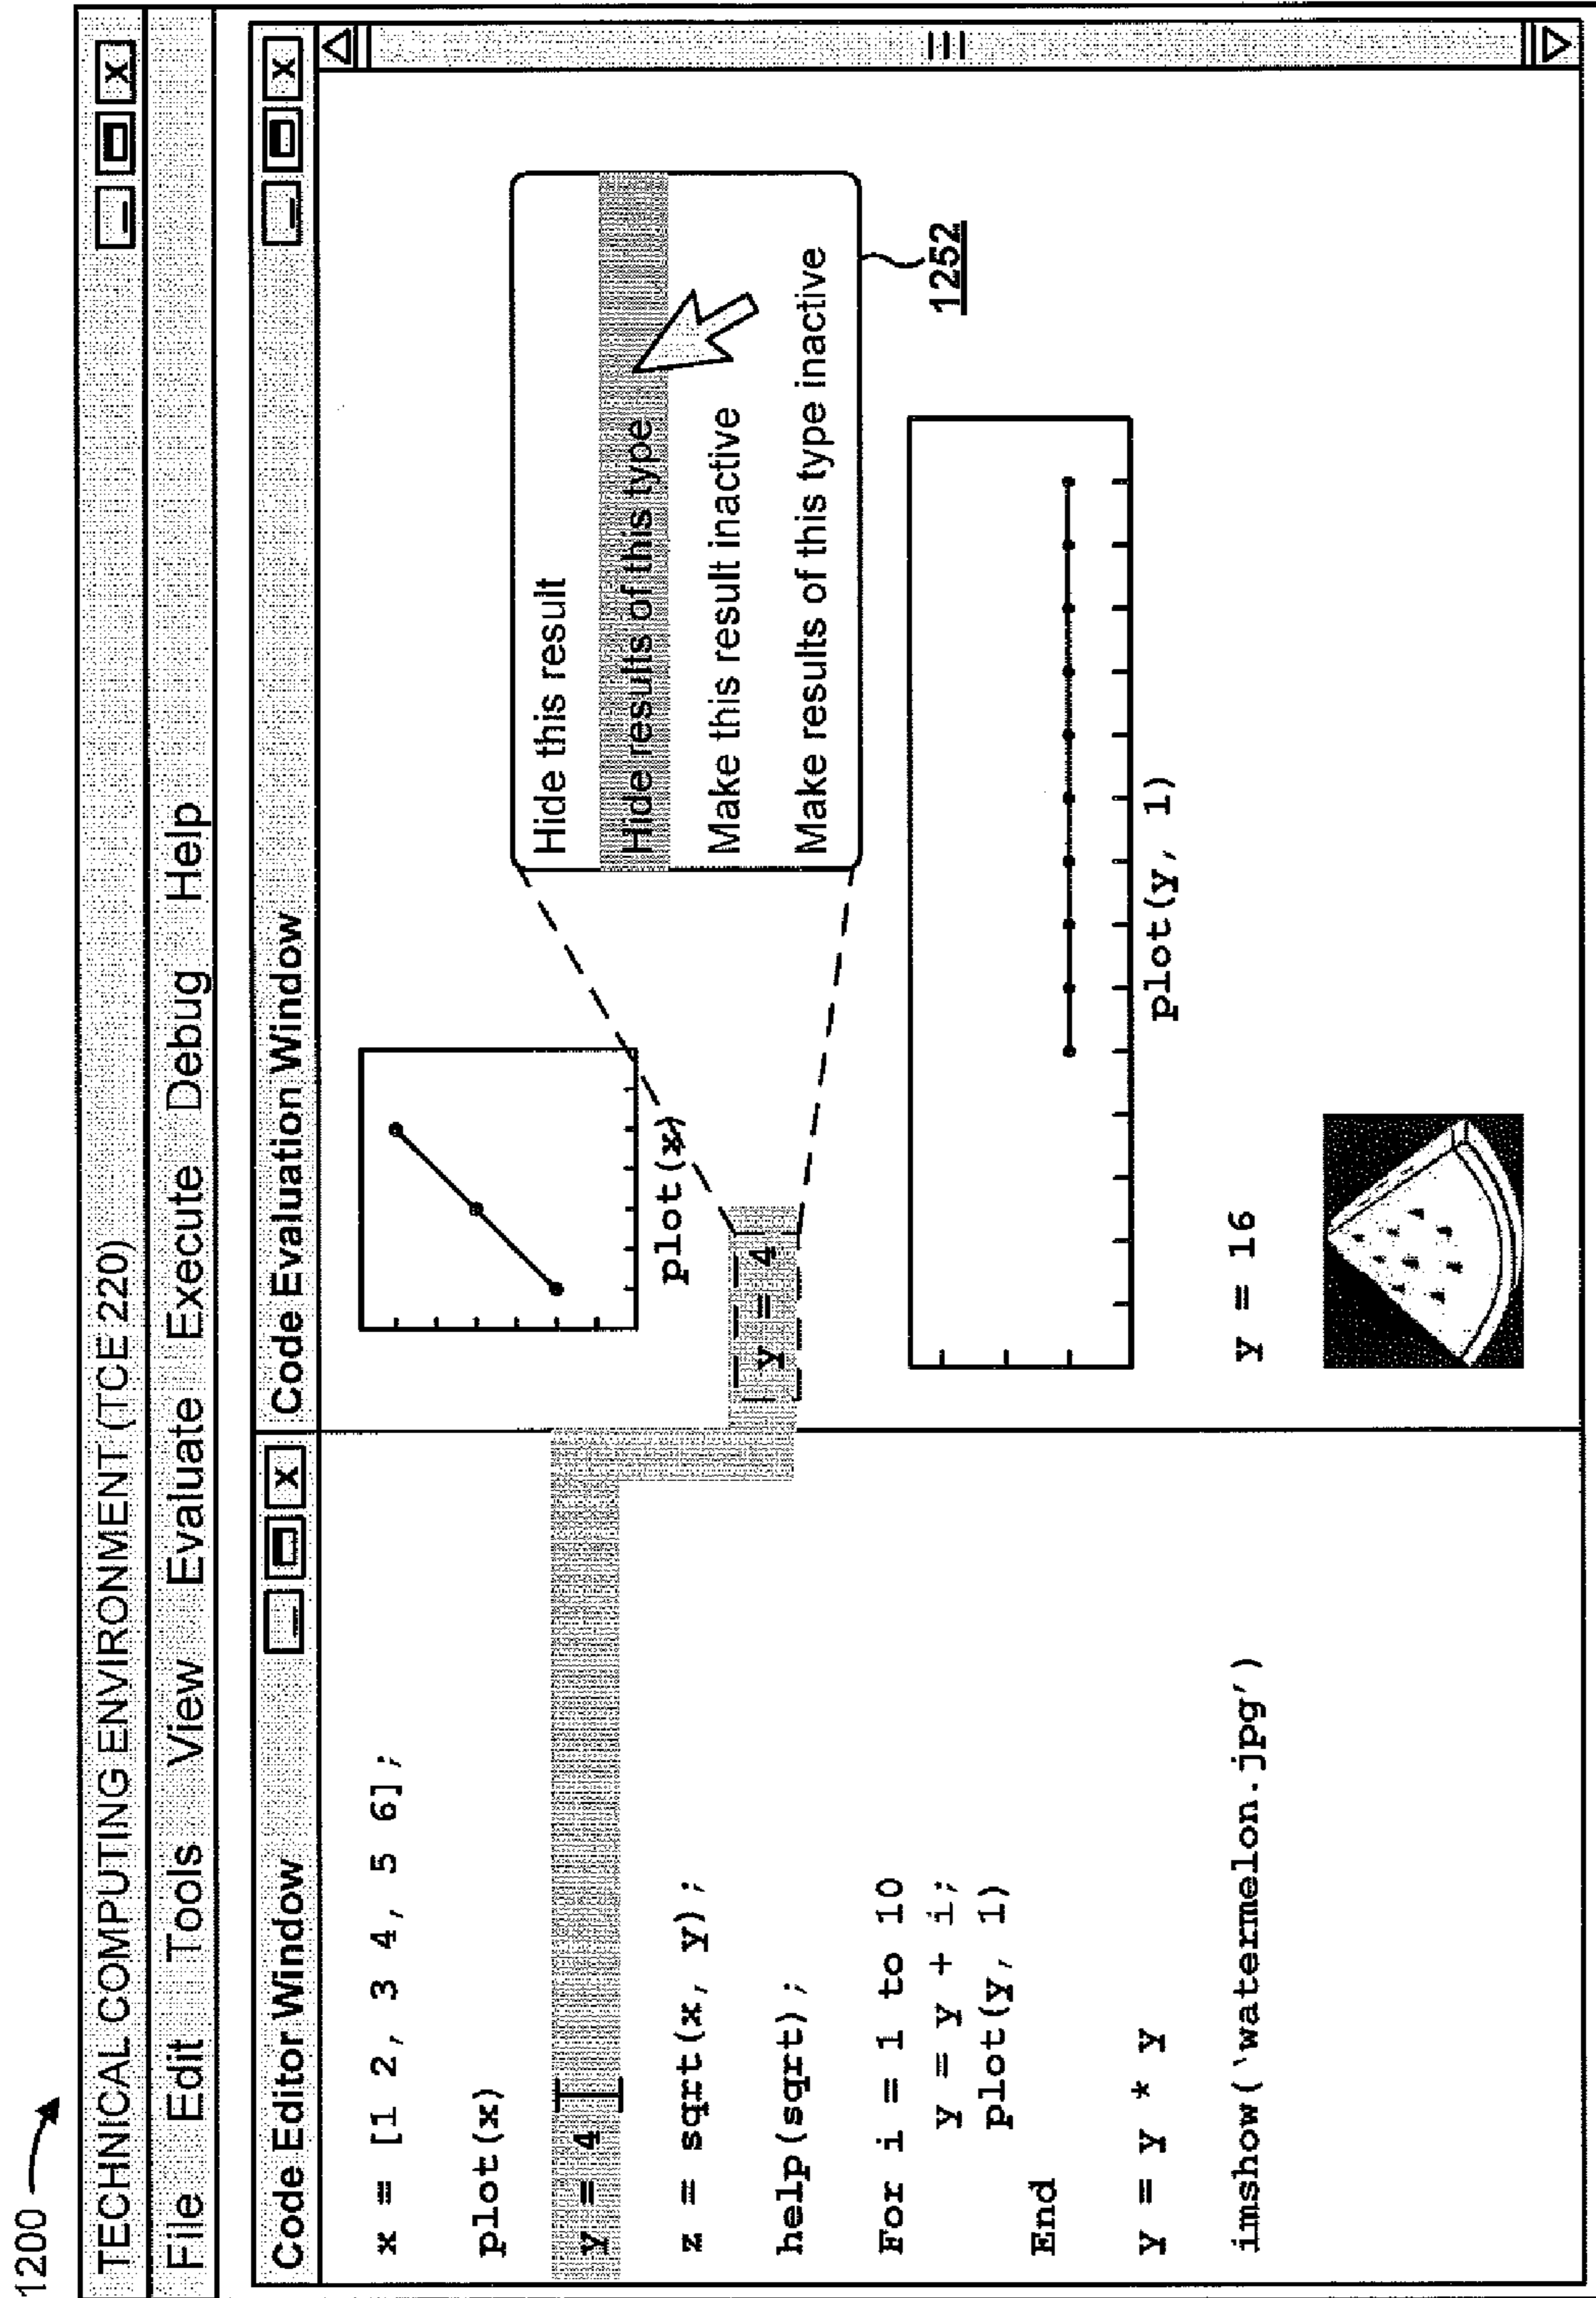 1200
TECHNICAL COMPUTING ENVIRONMENT (TCE 220)
_ X
File Edit Tools View Evaluate Execute Debug Help
Code Editor Window
_ X
x = [1 2, 3 4, 5 6];
plot(x)
y = 4
z = sqrt(x, y);
help(sqrt);
For i = 1 to 10
y = y + i;
plot(y, 1)
End
y = y * y
imshow(‘watermelon.jpg’)
Code Evaluation Window
_ X
plot(x)
y = 4
Hide this result
Hide results of this type
Make this result inactive
Make results of this type inactive
1252
plot(y, 1)
y = 16